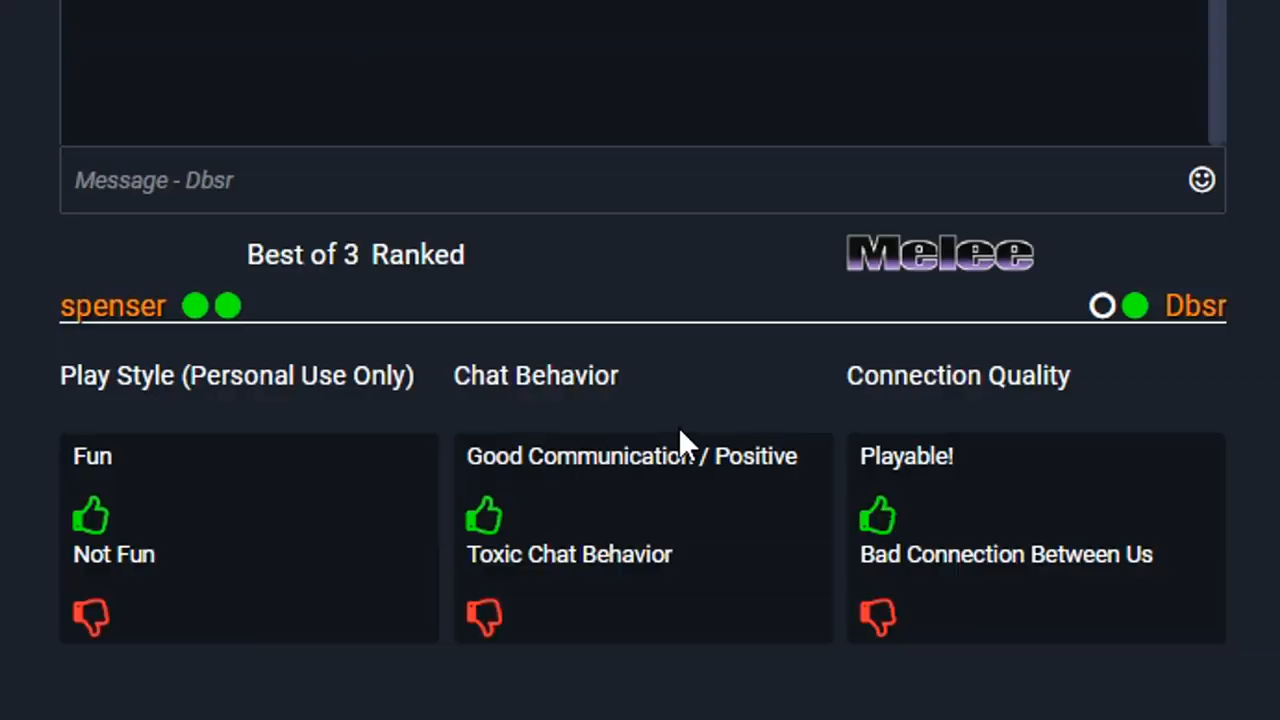 Message - Dbsr
Best of 3 Ranked
Melee
spenser
Dbsr
Play Style (Personal Use Only)
Chat Behavior
Connection Quality
Fun
Good Communication / Positive
Playable!
Not Fun
Toxic Chat Behavior
Bad Connection Between Us